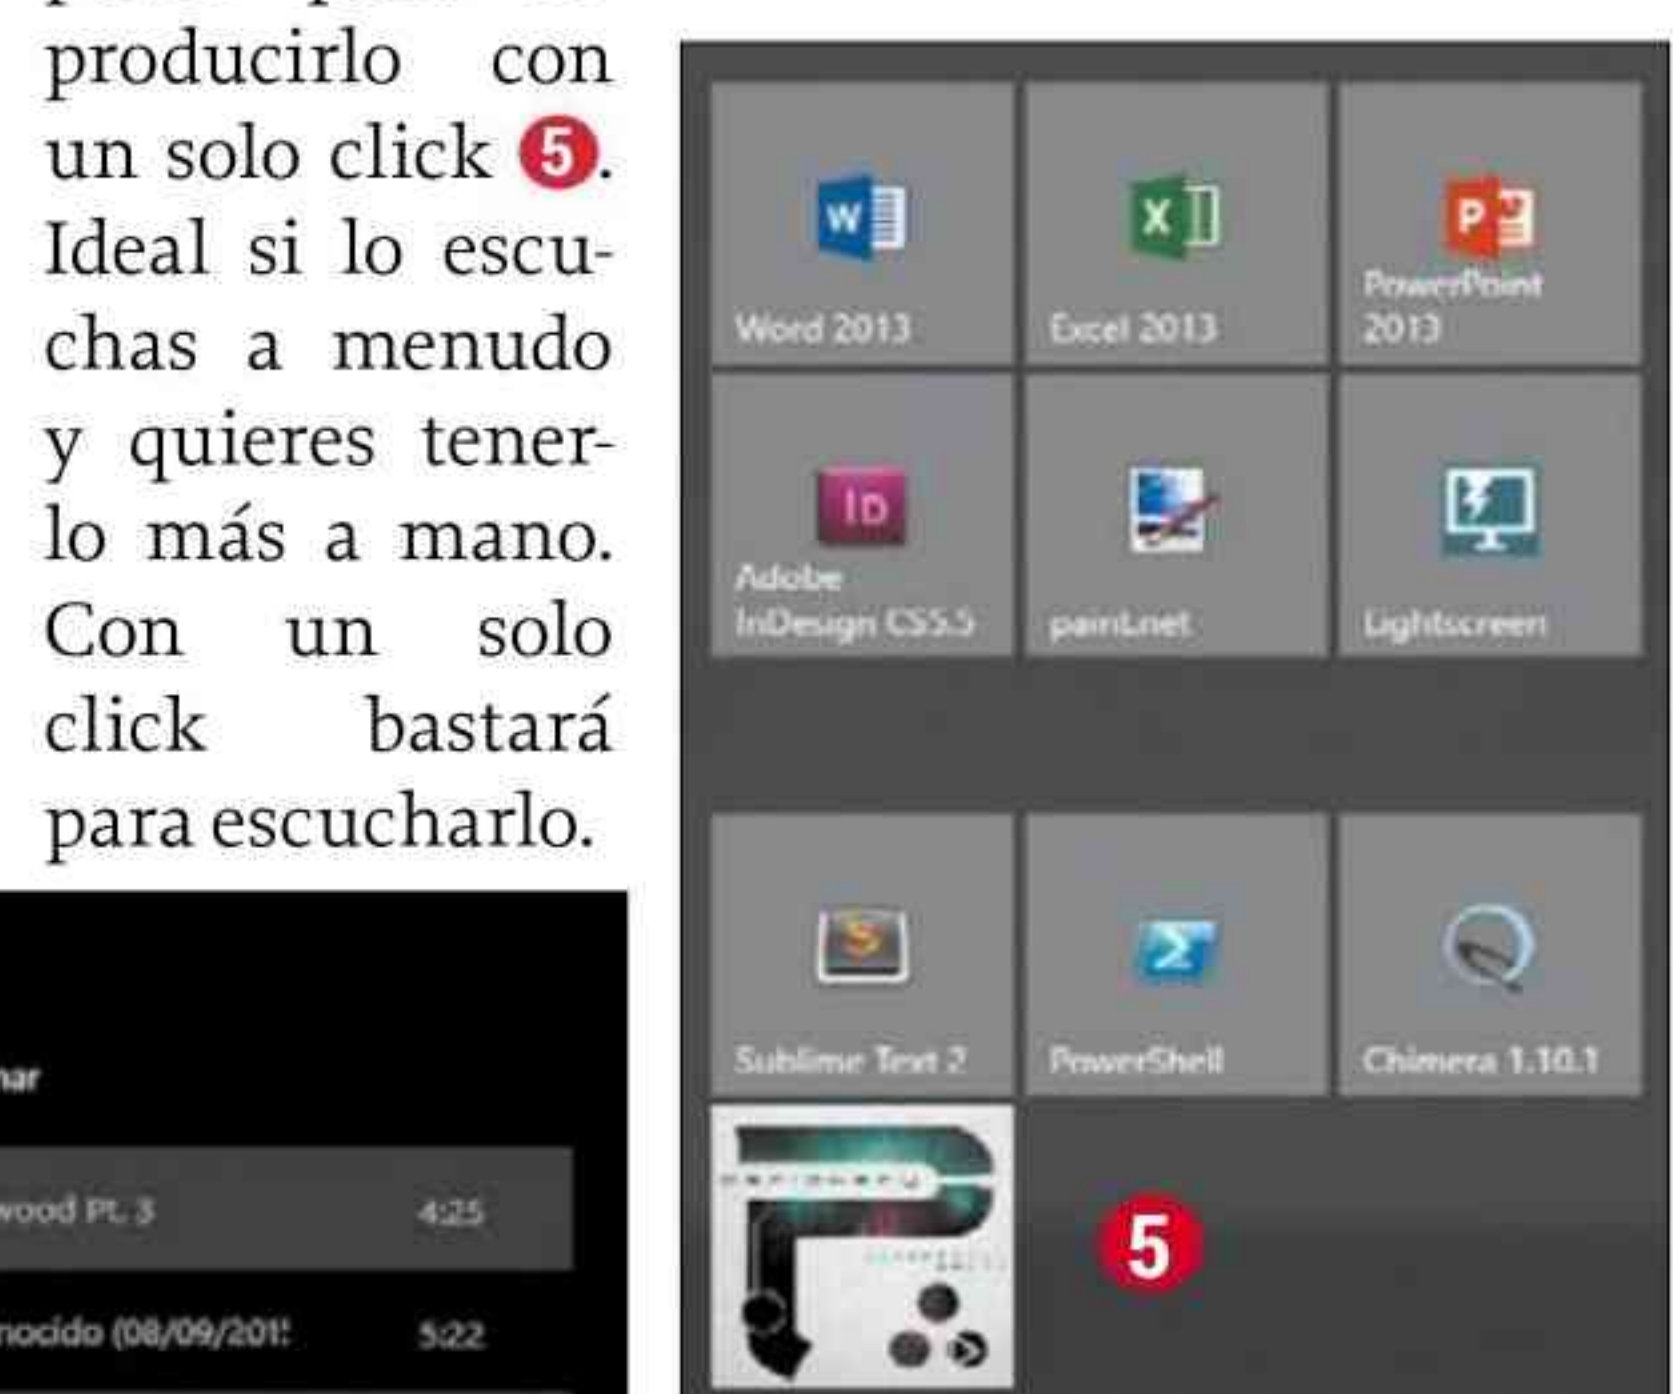 producirlo con
un solo click 5.
Ideal si lo escu-
chas a menudo
y quieres tener-
lo más a mano.
Con un solo
click bastará
para escucharlo.
nar
wood Pt. 3 4:25
nocido (08/09/201 5:22
W
X
P
Word 2013
Excel 2013
PowerPoint
2013
ID
Adobe
InDesign CS5.5
paint.net
Lightscreen
S
Sublime Text 2
PowerShell
Chimera 1.10.1
5